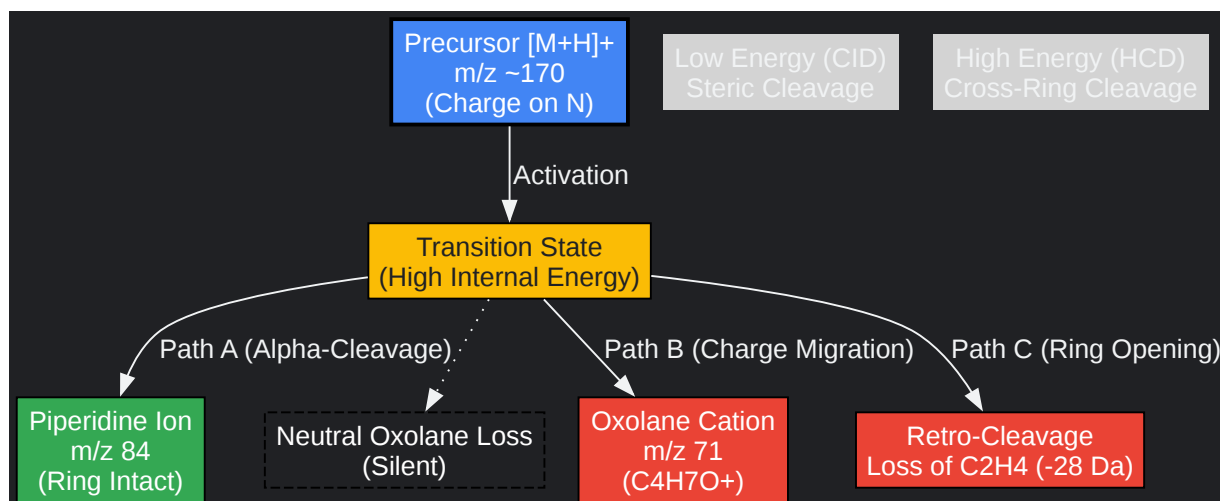 Precursor [M+H]+
m/z ~170
(Charge on N)
Low Energy (CID)
Steric Cleavage
High Energy (HCD)
Cross-Ring Cleavage
Activation
Transition State
(High Internal Energy)
Path A (Alpha-Cleavage)
Path B (Charge Migration)
Path C (Ring Opening)
Piperidine Ion
m/z 84
(Ring Intact)
Neutral Oxolane Loss
(Silent)
Oxolane Cation
m/z 71
(C4H7O+)
Retro-Cleavage
Loss of C2H4 (-28 Da)